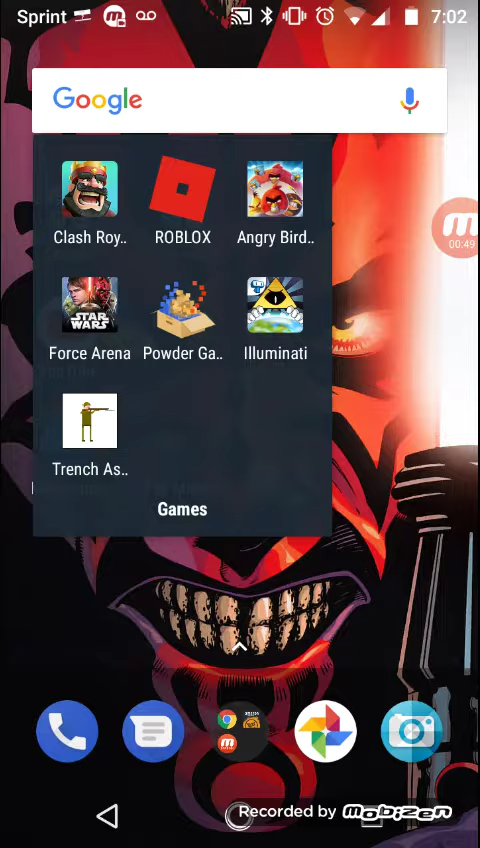 Sprint 7:02
Google
00:49
Clash Roy.. ROBLOX Angry Bird..
STAR WARS
Force Arena Powder Ga.. Illuminati
Trench As..
Games
Recorded by mobizen